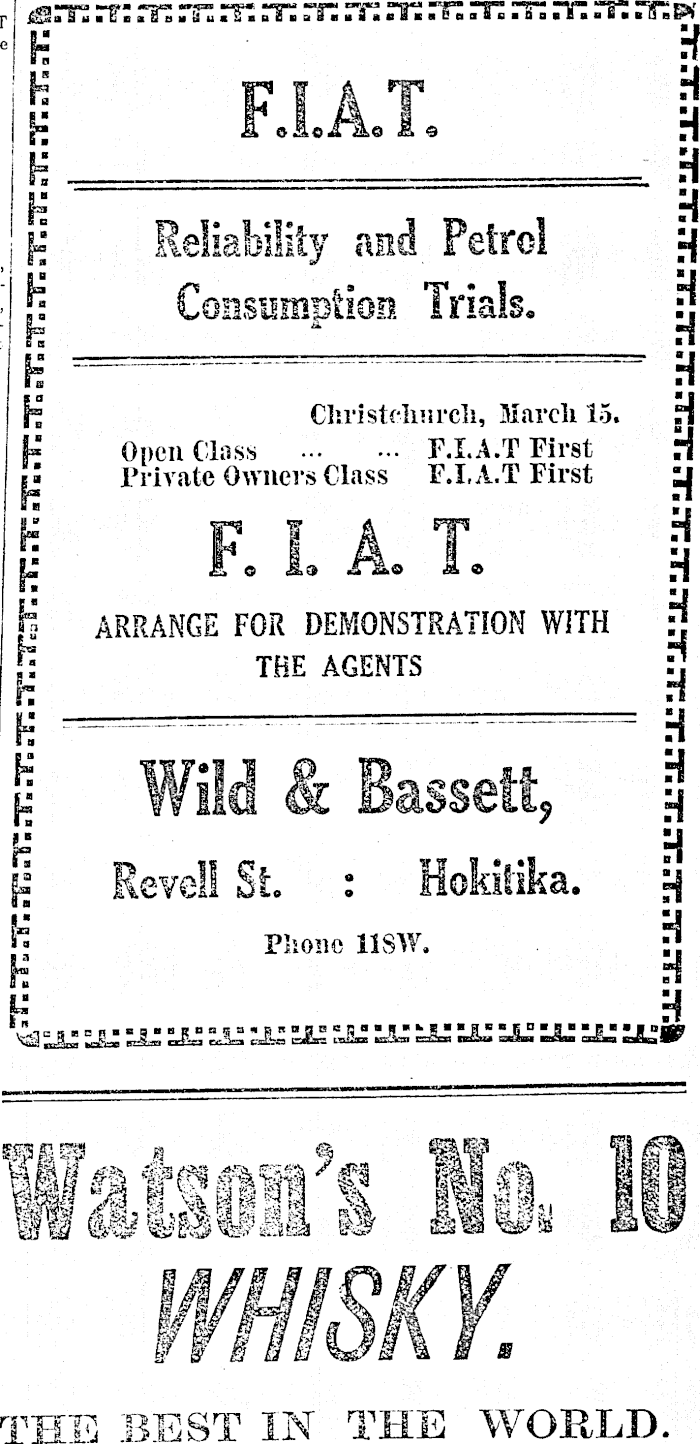 F.I.A.T.
Reliability and Petrol
Consumption Trials.
Christchurch, March 15.
Open Class ... ... F.I.A.T First
Private Owners Class F.I.A.T First
F. I. A. T.
ARRANGE FOR DEMONSTRATION WITH
THE AGENTS
Wild & Bassett,
Revell St. : Hokitika.
Phone 118W.
Watson's No. 10
WHISKY.
THE BEST IN THE WORLD.